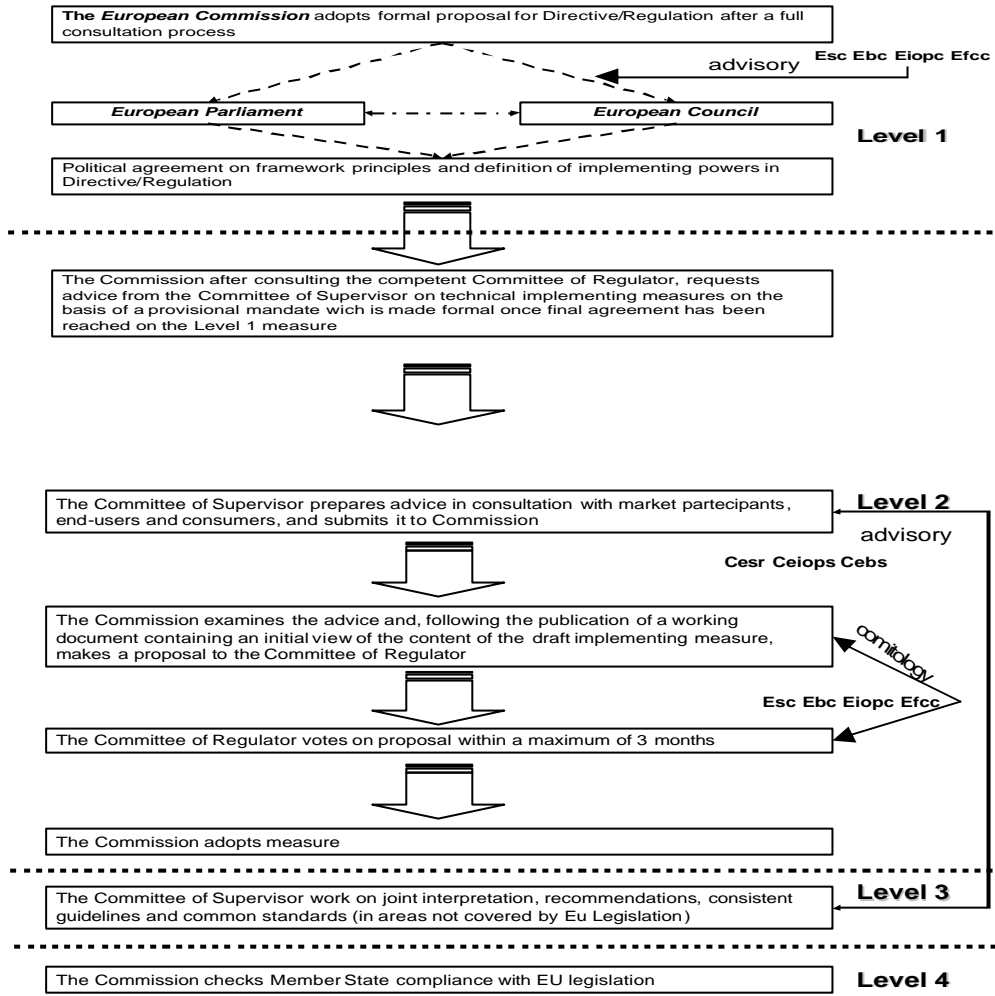 The European Commission adopts formal proposal for Directive/Regulation after a full
consultation process
Esc Ebc Eiopc Efcc
advisory
European Parliament
European Council
Level 1
Political agreement on framework principles and definition of implementing powers in
Directive/Regulation
The Commission after consulting the competent Committee of Regulator, requests
advice from the Committee of Supervisor on technical implementing measures on the
basis of a provisional mandate wich is made formal once final agreement has been
reached on the Level 1 measure
The Committee of Supervisor prepares advice in consultation with market partecipants,
end-users and consumers, and submits it to Commission
Level 2
advisory
Cesr Ceiops Cebs
The Commission examines the advice and, following the publication of a working
document containing an initial view of the content of the draft implementing measure,
makes a proposal to the Committee of Regulator
comitology
Esc Ebc Eiopc Efcc
The Committee of Regulator votes on proposal within a maximum of 3 months
The Commission adopts measure
The Committee of Supervisor work on joint interpretation, recommendations, consistent
guidelines and common standards (in areas not covered by Eu Legislation)
Level 3
The Commission checks Member State compliance with EU legislation
Level 4